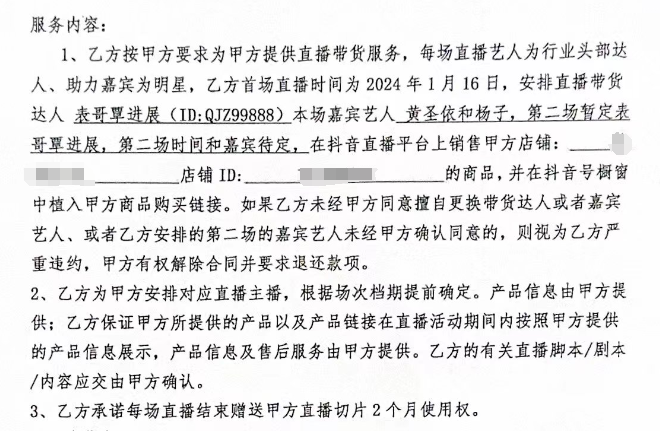 服务内容：
1、乙方按甲方要求为甲方提供直播带货服务，每场直播艺人为行业头部达
人、助力嘉宾为明星，乙方首场直播时间为 2024 年 1 月 16 日，安排直播带货
达人 表哥覃进展（ID:QJZ99888）本场嘉宾艺人 黄圣依和杨子，第二场暂定表
哥覃进展，第二场时间和嘉宾待定，在抖音直播平台上销售甲方店铺：
店铺 ID: 的商品，并在抖音号橱窗
中植入甲方商品购买链接。如果乙方未经甲方同意擅自更换带货达人或者嘉宾
艺人、或者乙方安排的第二场的嘉宾艺人未经甲方确认同意的，则视为乙方严
重违约，甲方有权解除合同并要求退还款项。
2、乙方为甲方安排对应直播主播，根据场次档期提前确定。产品信息由甲方提
供；乙方保证甲方所提供的产品以及产品链接在直播活动期间内按照甲方提供
的产品信息展示，产品信息及售后服务由甲方提供。乙方的有关直播脚本/剧本
/内容应交由甲方确认。
3、乙方承诺每场直播结束赠送甲方直播切片 2 个月使用权。